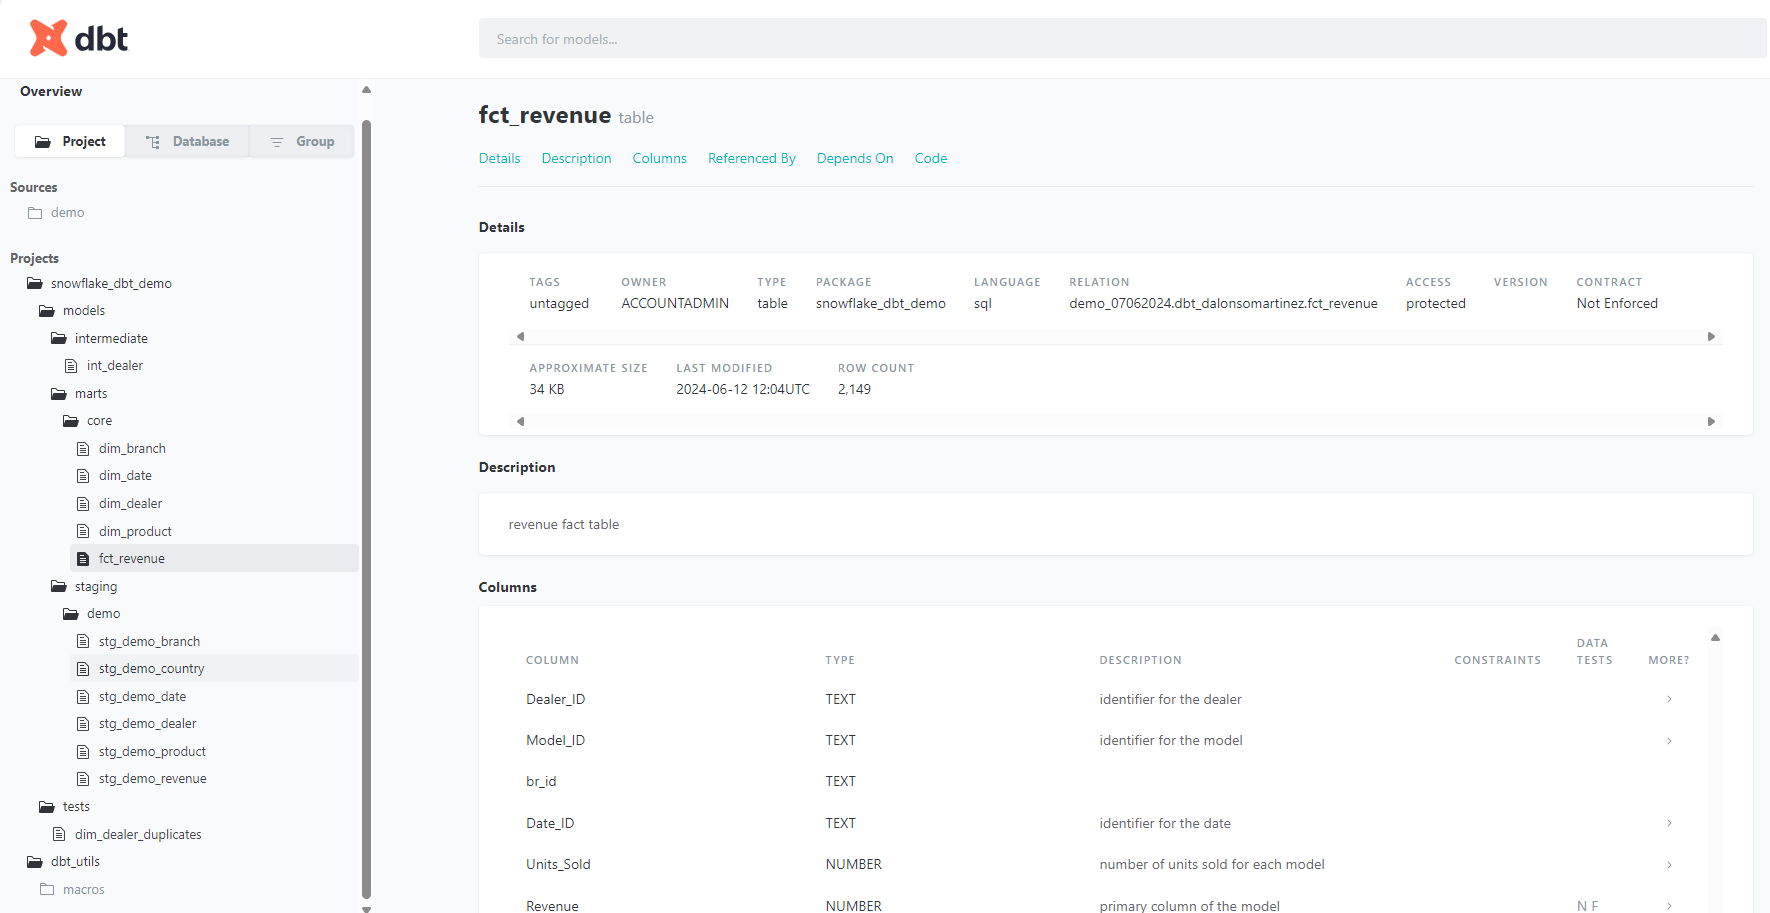 dbt
Search for models...
Overview
Project Database Group
Sources
demo
Projects
snowflake_dbt_demo
models
intermediate
int_dealer
marts
core
dim_branch
dim_date
dim_dealer
dim_product
fct_revenue
staging
demo
stg_demo_branch
stg_demo_country
stg_demo_date
stg_demo_dealer
stg_demo_product
stg_demo_revenue
tests
dim_dealer_duplicates
dbt_utils
macros
fct_revenue table
Details Description Columns Referenced By Depends On Code
Details
TAGS OWNER TYPE PACKAGE LANGUAGE RELATION ACCESS VERSION CONTRACT
untagged ACCOUNTADMIN table snowflake_dbt_demo sql demo_07062024.dbt_dalonsomartinez.fct_revenue protected Not Enforced
APPROXIMATE SIZE LAST MODIFIED ROW COUNT
34 KB 2024-06-12 12:04UTC 2,149
Description
revenue fact table
Columns
COLUMN TYPE DESCRIPTION CONSTRAINTS DATA TESTS MORE?
Dealer_ID TEXT identifier for the dealer
Model_ID TEXT identifier for the model
br_id TEXT
Date_ID TEXT identifier for the date
Units_Sold NUMBER number of units sold for each model
Revenue NUMBER primary column of the model N F